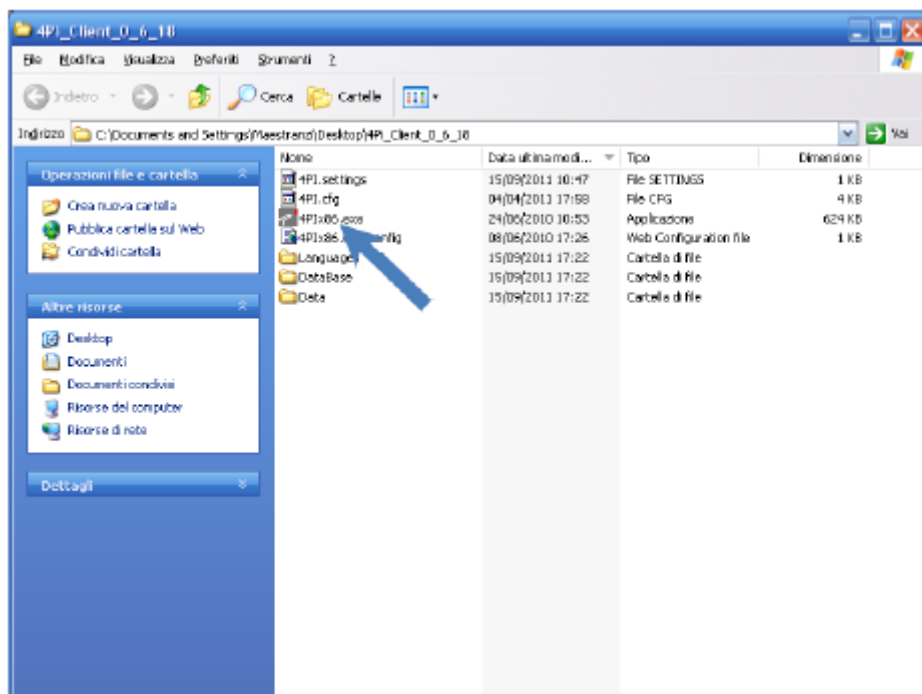 4PI_Client_0_6_18
File Modifica Visualizza Preferiti Strumenti ?
Indietro Cerca Cartelle
Indirizzo C:\Documents and Settings\Maestrano\Desktop\4PI_Client_0_6_18 Vai
Nome Data ultima modi... Tipo Dimensione
Operazioni file e cartella
Crea nuova cartella
Pubblica cartella sul Web
Condividi cartella
Altre risorse
Desktop
Documenti
Documenti condivisi
Risorse del computer
Risorse di rete
Dettagli
4PI.settings 15/09/2011 10:47 File SETTINGS 1 KB
4PI.cfg 04/04/2011 17:58 File CFG 4 KB
4PIx86.exe 24/06/2010 10:53 Applicazione 624 KB
4PIx86. nfig 08/06/2010 17:26 Web Configuration file 1 KB
Languages 15/09/2011 17:22 Cartella di file
DataBase 15/09/2011 17:22 Cartella di file
Data 15/09/2011 17:22 Cartella di file